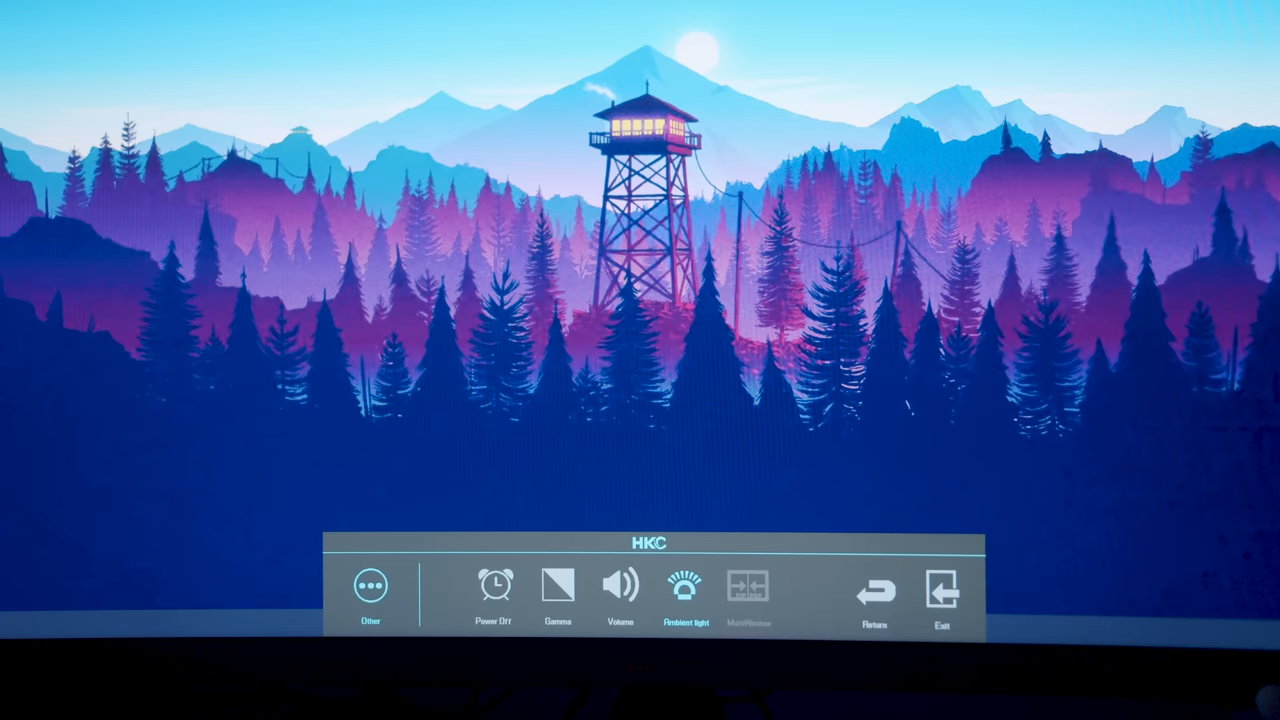 HKC
Other
Power Off
Gamma
Volume
Ambient light
MultiWindow
Return
Exit